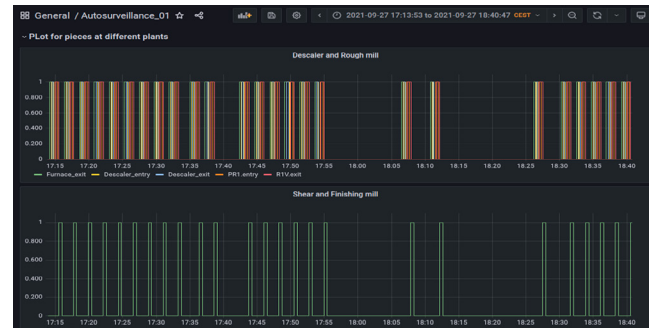 General / Autosurveillance_01
2021-09-27 17:13:53 to 2021-09-27 18:40:47 CEST
PLot for pieces at different plants
Descaler and Rough mill
1
0.800
0.600
0.400
0.200
0
17:15 17:20 17:25 17:30 17:35 17:40 17:45 17:50 17:55 18:00 18:05 18:10 18:15 18:20 18:25 18:30 18:35 18:40
Furnace_exit Descaler_entry Descaler_exit PR1.entry R1V.exit
Shear and Finishing mill
1
0.800
0.600
0.400
0.200
0
17:15 17:20 17:25 17:30 17:35 17:40 17:45 17:50 17:55 18:00 18:05 18:10 18:15 18:20 18:25 18:30 18:35 18:40